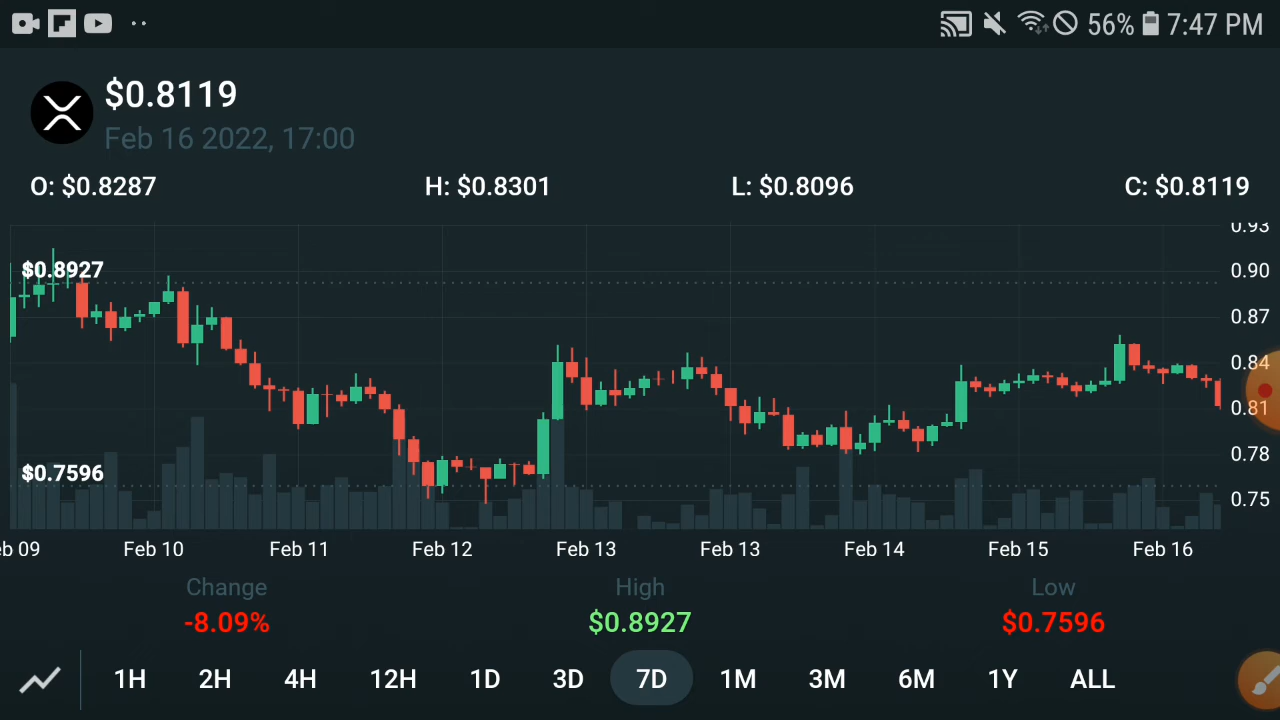 56% 7:47 PM
$0.8119
Feb 16 2022, 17:00
O: $0.8287 H: $0.8301 L: $0.8096 C: $0.8119
0.93
$0.8927 0.90
0.87
0.84
0.81
0.78
$0.7596
0.75
eb 09 Feb 10 Feb 11 Feb 12 Feb 13 Feb 13 Feb 14 Feb 15 Feb 16
Change High Low
-8.09% $0.8927 $0.7596
1H 2H 4H 12H 1D 3D 7D 1M 3M 6M 1Y ALL